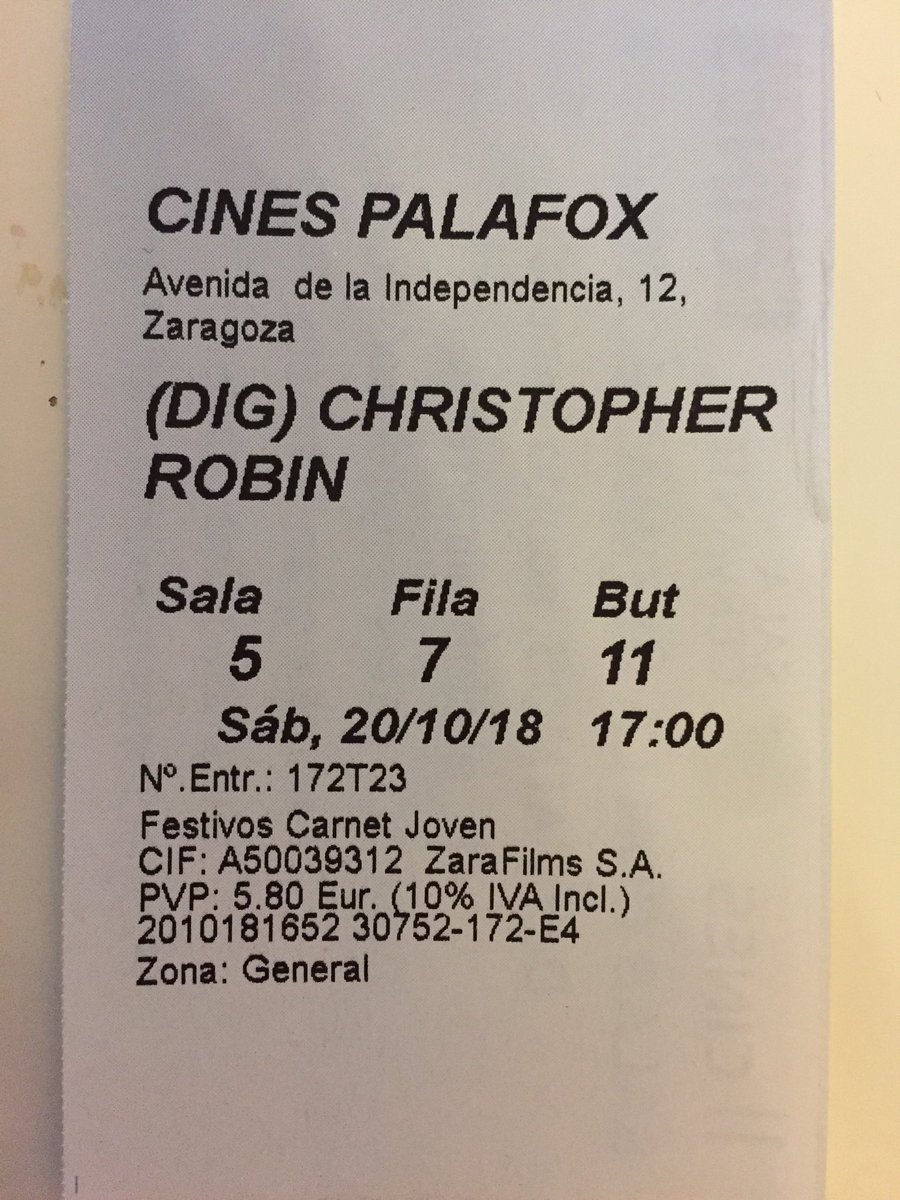 CINES PALAFOX
Avenida de la Independencia, 12,
Zaragoza
(DIG) CHRISTOPHER
ROBIN
Sala Fila But
5 7 11
Sáb, 20/10/18 17:00
Nº.Entr.: 172T23
Festivos Carnet Joven
CIF: A50039312 ZaraFilms S.A.
PVP: 5.80 Eur. (10% IVA Incl.)
2010181652 30752-172-E4
Zona: General